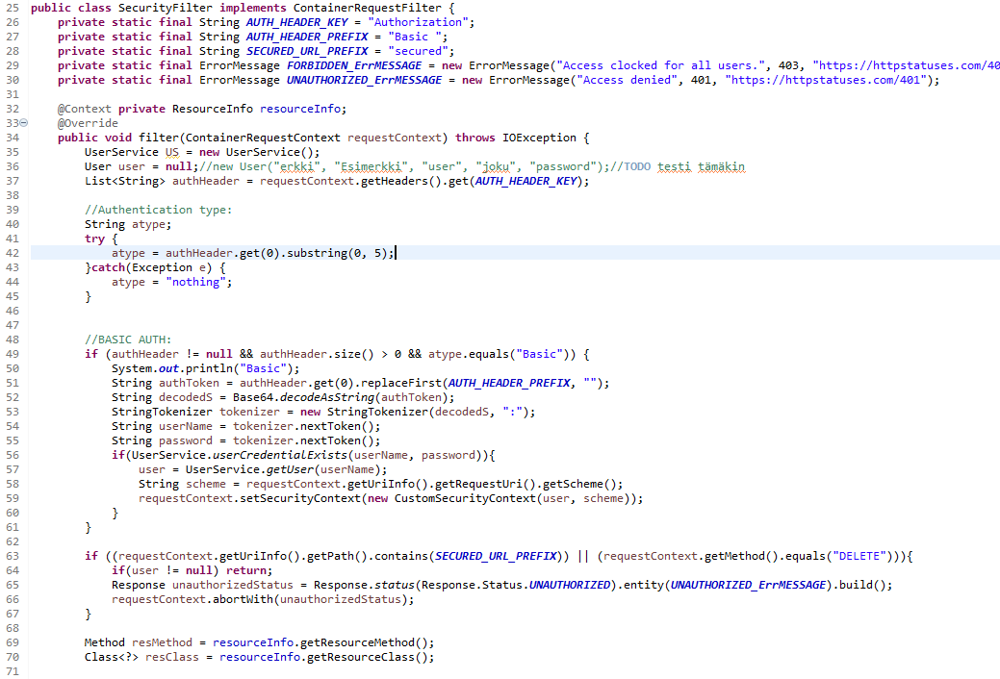 25 public class SecurityFilter implements ContainerRequestFilter {
26     private static final String AUTH_HEADER_KEY = "Authorization";
27     private static final String AUTH_HEADER_PREFIX = "Basic ";
28     private static final String SECURED_URL_PREFIX = "secured";
29     private static final ErrorMessage FORBIDDEN_ErrMESSAGE = new ErrorMessage("Access clocked for all users.", 403, "https://httpstatuses.com/40
30     private static final ErrorMessage UNAUTHORIZED_ErrMESSAGE = new ErrorMessage("Access denied", 401, "https://httpstatuses.com/401");
31
32     @Context private ResourceInfo resourceInfo;
33     @Override
34     public void filter(ContainerRequestContext requestContext) throws IOException {
35         UserService US = new UserService();
36         User user = null;//new User("erkki", "Esimerkki", "user", "joku", "password");//TODO testi tämäkin
37         List<String> authHeader = requestContext.getHeaders().get(AUTH_HEADER_KEY);
38
39         //Authentication type:
40         String atype;
41         try {
42             atype = authHeader.get(0).substring(0, 5);
43         }catch(Exception e) {
44             atype = "nothing";
45         }
46
47
48         //BASIC AUTH:
49         if (authHeader != null && authHeader.size() > 0 && atype.equals("Basic")) {
50             System.out.println("Basic");
51             String authToken = authHeader.get(0).replaceFirst(AUTH_HEADER_PREFIX, "");
52             String decodedS = Base64.decodeAsString(authToken);
53             StringTokenizer tokenizer = new StringTokenizer(decodedS, ":");
54             String userName = tokenizer.nextToken();
55             String password = tokenizer.nextToken();
56             if(UserService.userCredentialExists(userName, password)){
57                 user = UserService.getUser(userName);
58                 String scheme = requestContext.getUriInfo().getRequestUri().getScheme();
59                 requestContext.setSecurityContext(new CustomSecurityContext(user, scheme));
60             }
61         }
62
63         if ((requestContext.getUriInfo().getPath().contains(SECURED_URL_PREFIX)) || (requestContext.getMethod().equals("DELETE"))){
64             if(user != null) return;
65             Response unauthorizedStatus = Response.status(Response.Status.UNAUTHORIZED).entity(UNAUTHORIZED_ErrMESSAGE).build();
66             requestContext.abortWith(unauthorizedStatus);
67         }
68
69         Method resMethod = resourceInfo.getResourceMethod();
70         Class<?> resClass = resourceInfo.getResourceClass();
71